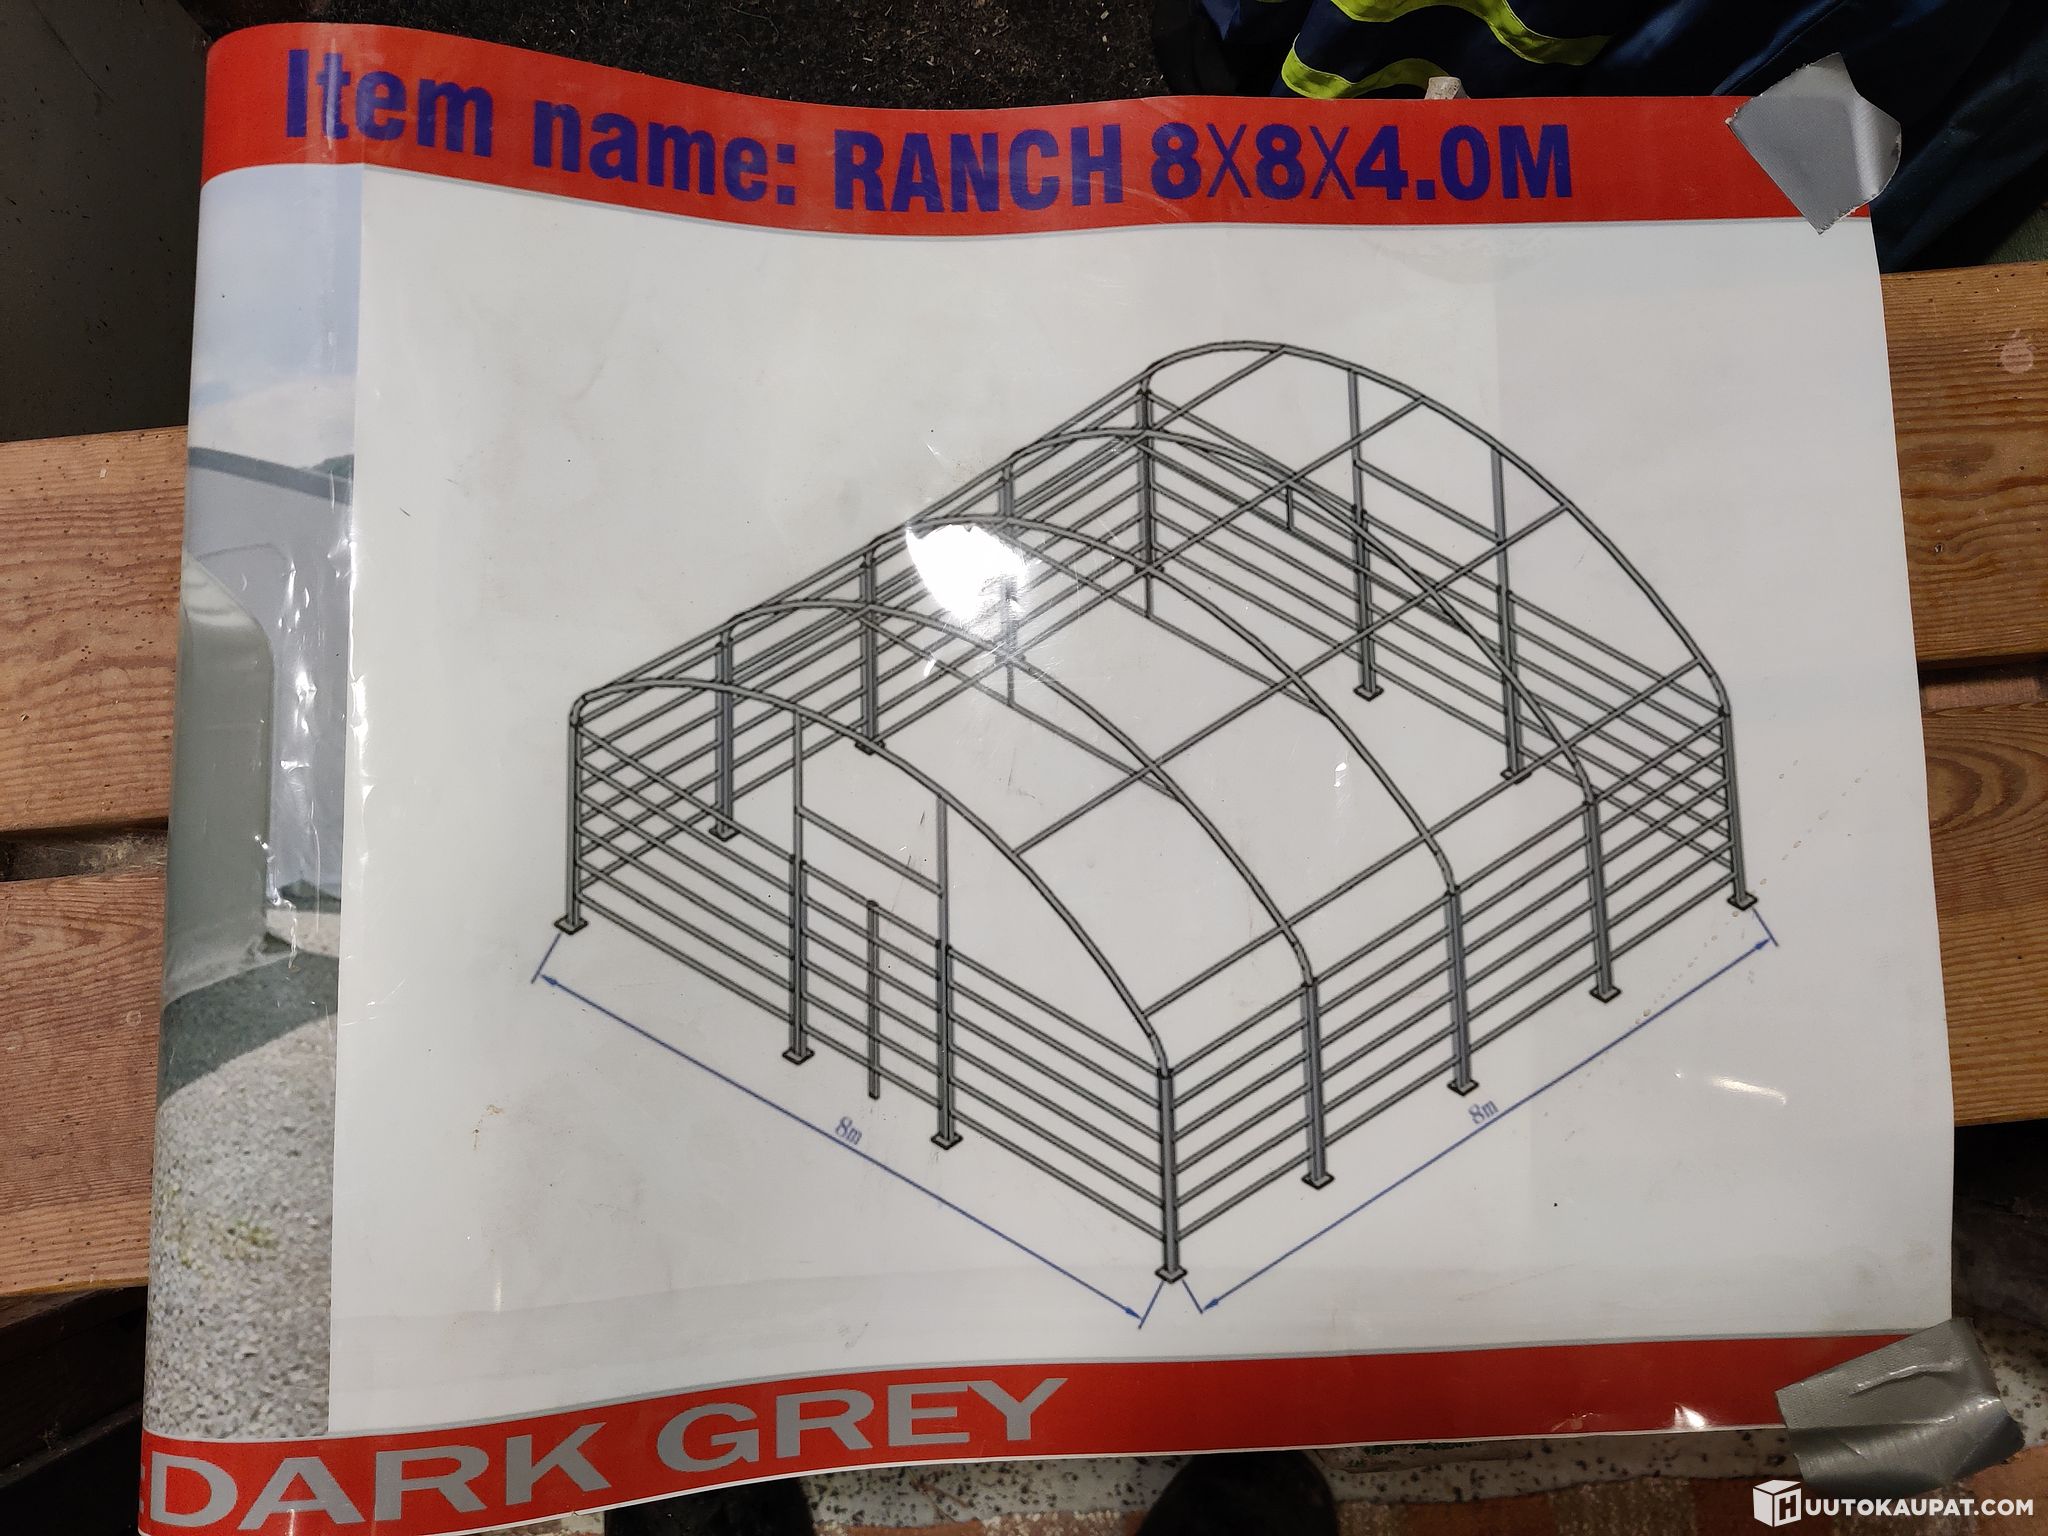 Item name: RANCH 8X8X4.0M
8m
8m
:DARK GREY
HUUTOKAUPAT.COM